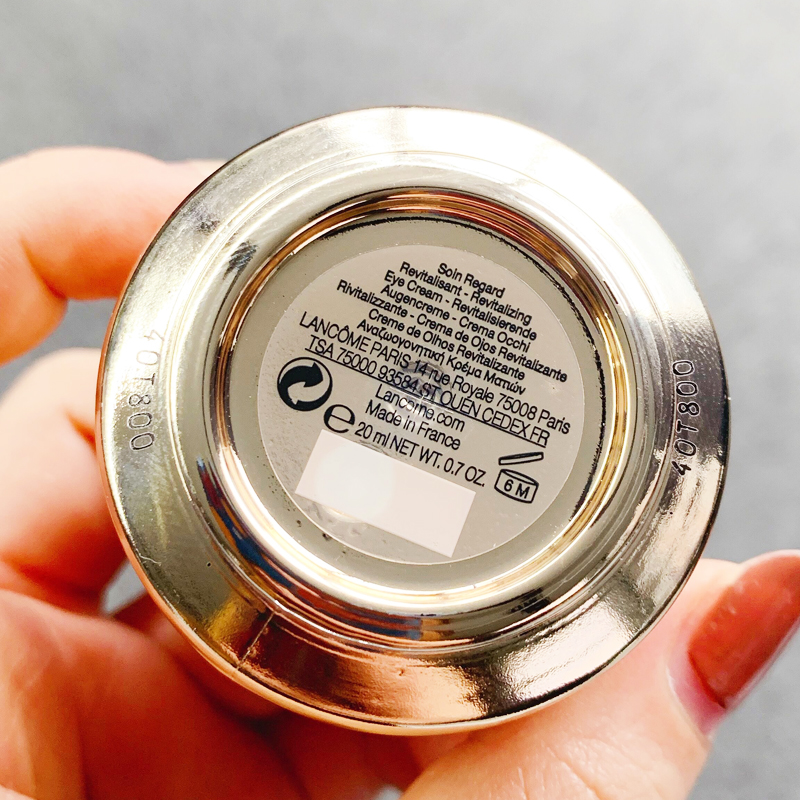 Soin Regard
Revitalisant - Revitalizing
Eye Cream - Revitalisierende
Augencreme - Crema Occhi
Rivitalizzante - Crema de Ojos Revitalizante
Creme de Olhos Revitalizante
Αναζωογονητική Κρέμα Ματιών
LANCÔME PARIS 14 rue Royale 75008 Paris
TSA 75000 93584 ST OUEN CEDEX FR
Lancome.com
Made in France
e 20 ml NET WT. 0.7 OZ.
6 M
40T800
40T800